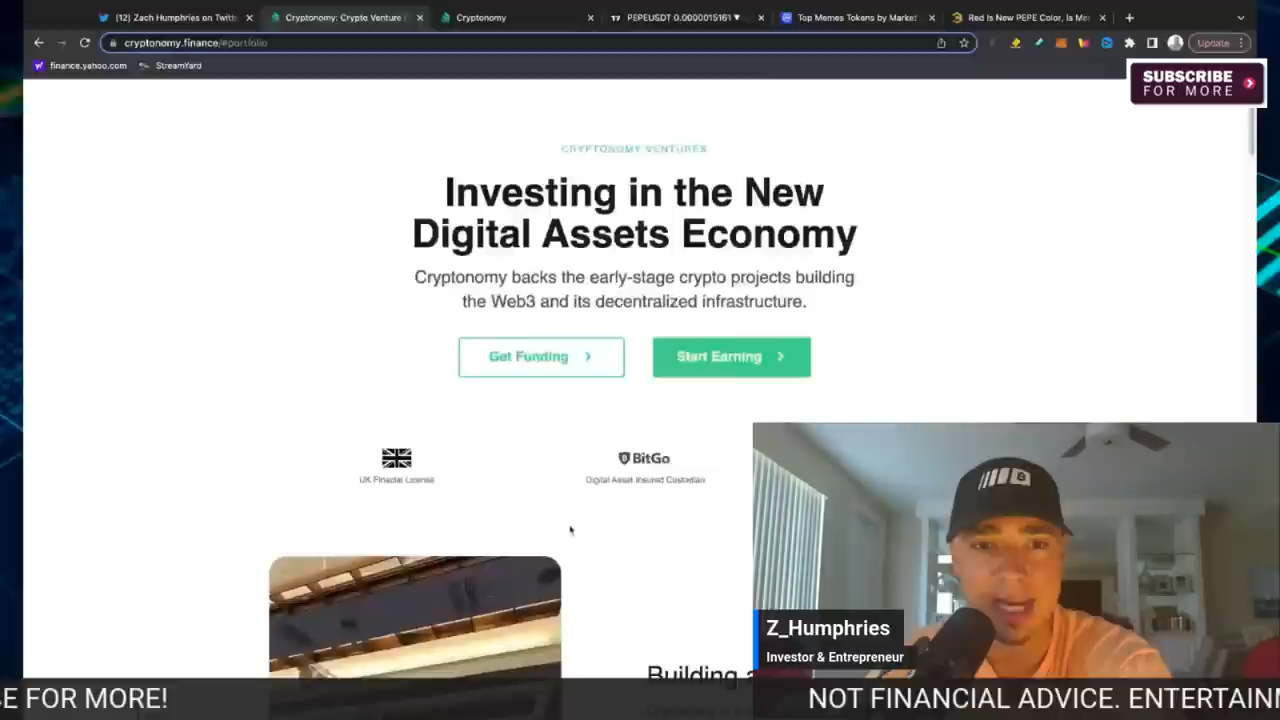 (12) Zach Humphries on Twitt
Cryptonomy: Crypto Venture
Cryptonomy
PEPEUSDT 0.0000015161 ▼
Top Memes Tokens by Market
Red Is New PEPE Color, Is Me
cryptonomy.finance/#portfolio
Update
finance.yahoo.com
StreamYard
SUBSCRIBE
FOR MORE
CRYPTONOMY VENTURES
Investing in the New
Digital Assets Economy
Cryptonomy backs the early-stage crypto projects building
the Web3 and its decentralized infrastructure.
Get Funding
Start Earning
BitGo
UK Finacial License
Digital Asset Insured Custodian
Building
Z_Humphries
Investor & Entrepreneur
E FOR MORE!
NOT FINANCIAL ADVICE. ENTERTAIN